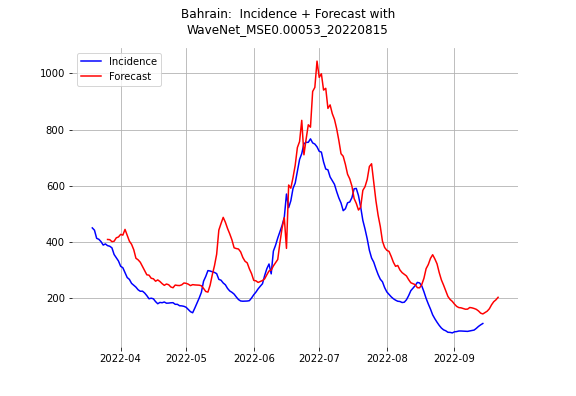 Bahrain:  Incidence + Forecast with
WaveNet_MSE0.00053_20220815
Incidence
Forecast
1000
800
600
400
200
2022-04 2022-05 2022-06 2022-07 2022-08 2022-09